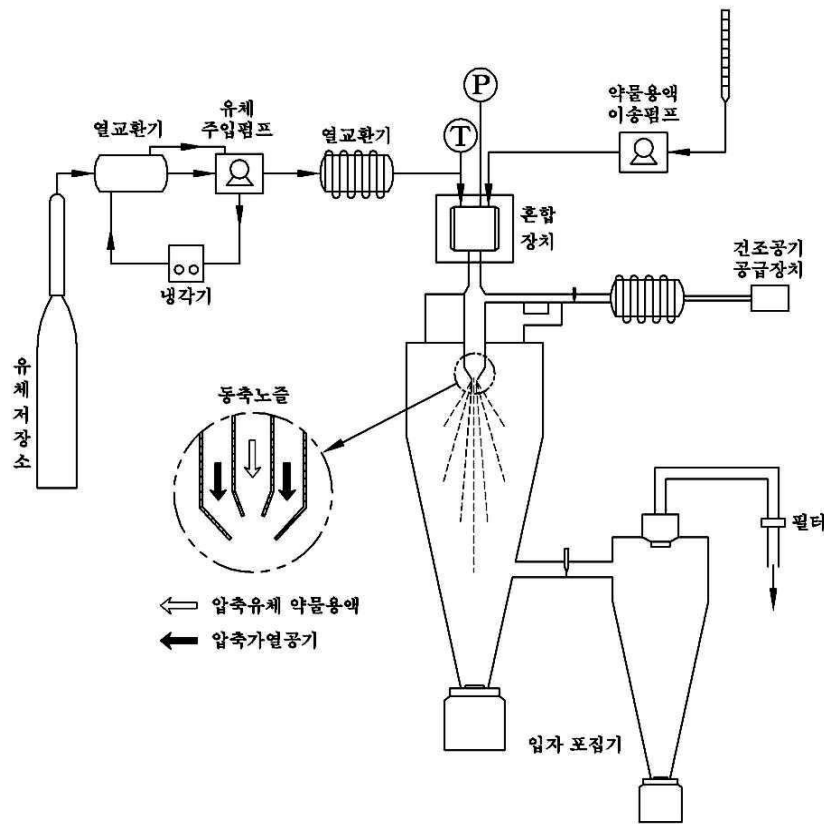 P
유체
주입펌프
열교환기
열교환기
T
약물용액
이송펌프
혼합
장치
건조공기
공급장치
냉각기
유
체
저
장
소
동축노즐
필터
압축유체 약물용액
압축가열공기
입자 포집기